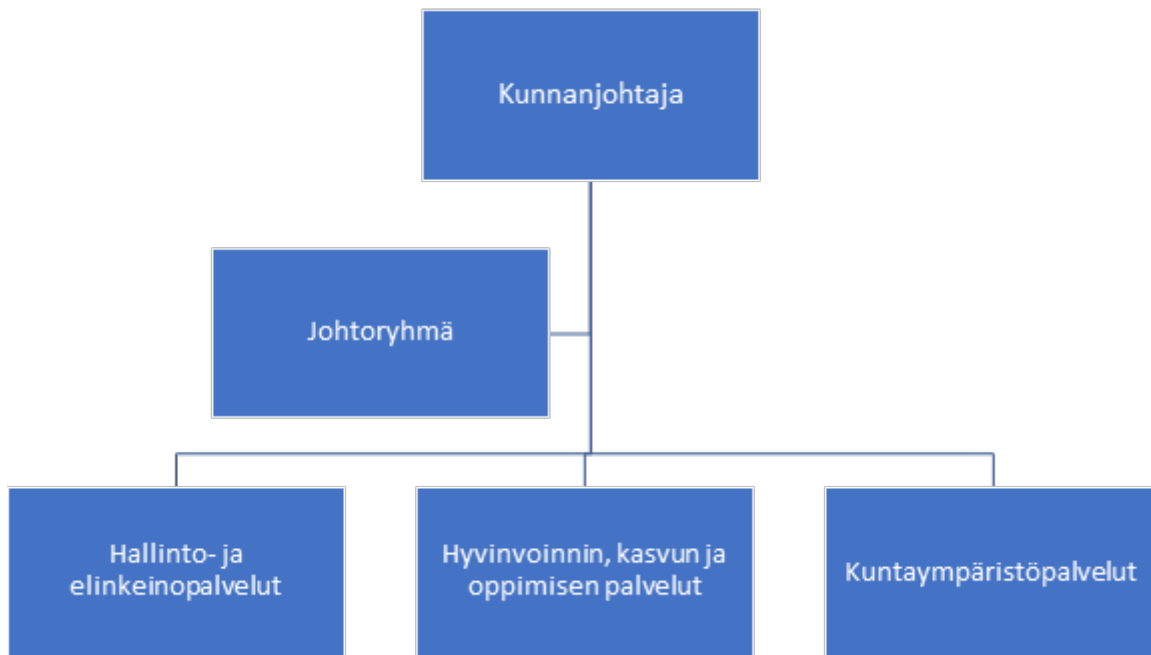 Kunnanjohtaja
Johtoryhmä
Hallinto- ja
elinkeinopalvelut
Hyvinvoinnin, kasvun ja
oppimisen palvelut
Kuntaympäristöpalvelut